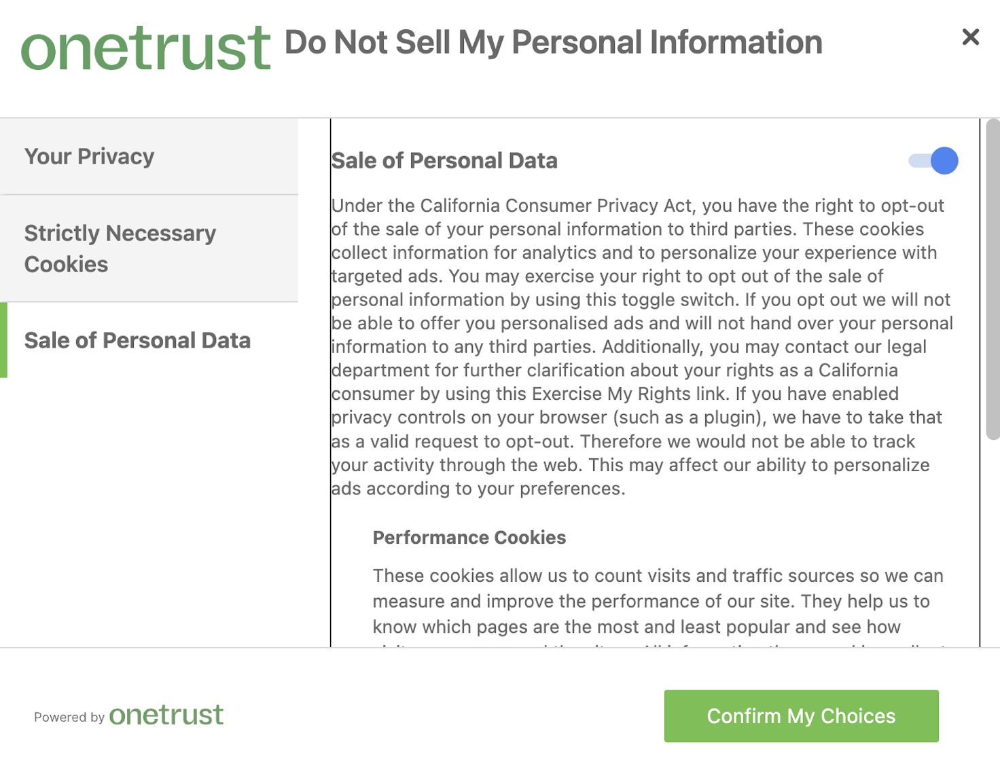 onetrust Do Not Sell My Personal Information
Your Privacy
Strictly Necessary
Cookies
Sale of Personal Data
Sale of Personal Data
Under the California Consumer Privacy Act, you have the right to opt-out
of the sale of your personal information to third parties. These cookies
collect information for analytics and to personalize your experience with
targeted ads. You may exercise your right to opt out of the sale of
personal information by using this toggle switch. If you opt out we will not
be able to offer you personalised ads and will not hand over your personal
information to any third parties. Additionally, you may contact our legal
department for further clarification about your rights as a California
consumer by using this Exercise My Rights link. If you have enabled
privacy controls on your browser (such as a plugin), we have to take that
as a valid request to opt-out. Therefore we would not be able to track
your activity through the web. This may affect our ability to personalize
ads according to your preferences.
Performance Cookies
These cookies allow us to count visits and traffic sources so we can
measure and improve the performance of our site. They help us to
know which pages are the most and least popular and see how
Powered by onetrust
Confirm My Choices